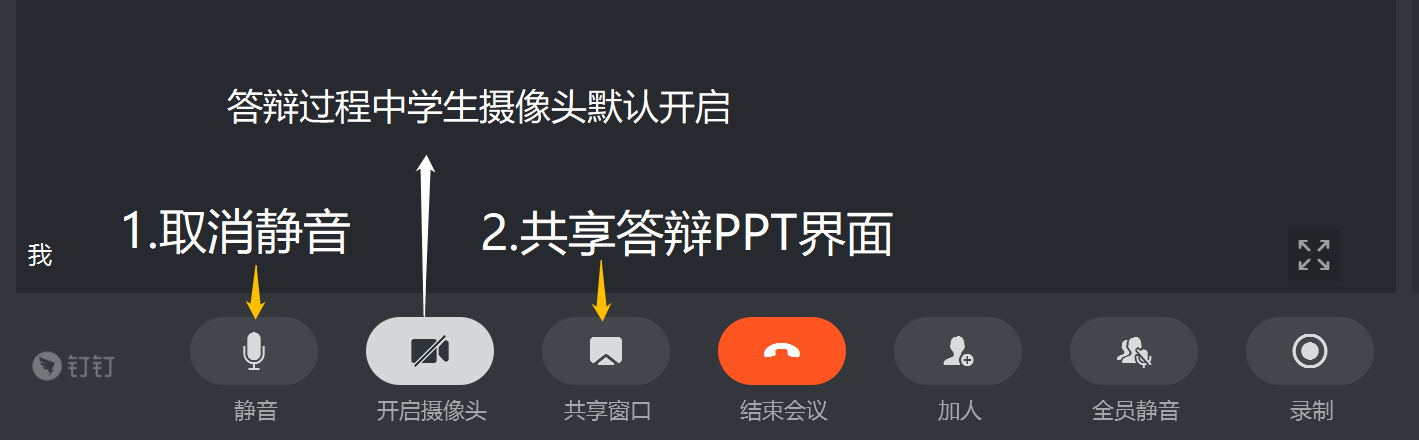 答辩过程中学生摄像头默认开启
1.取消静音
2.共享答辩PPT界面
我
钉钉
静音
开启摄像头
共享窗口
结束会议
加人
全员静音
录制